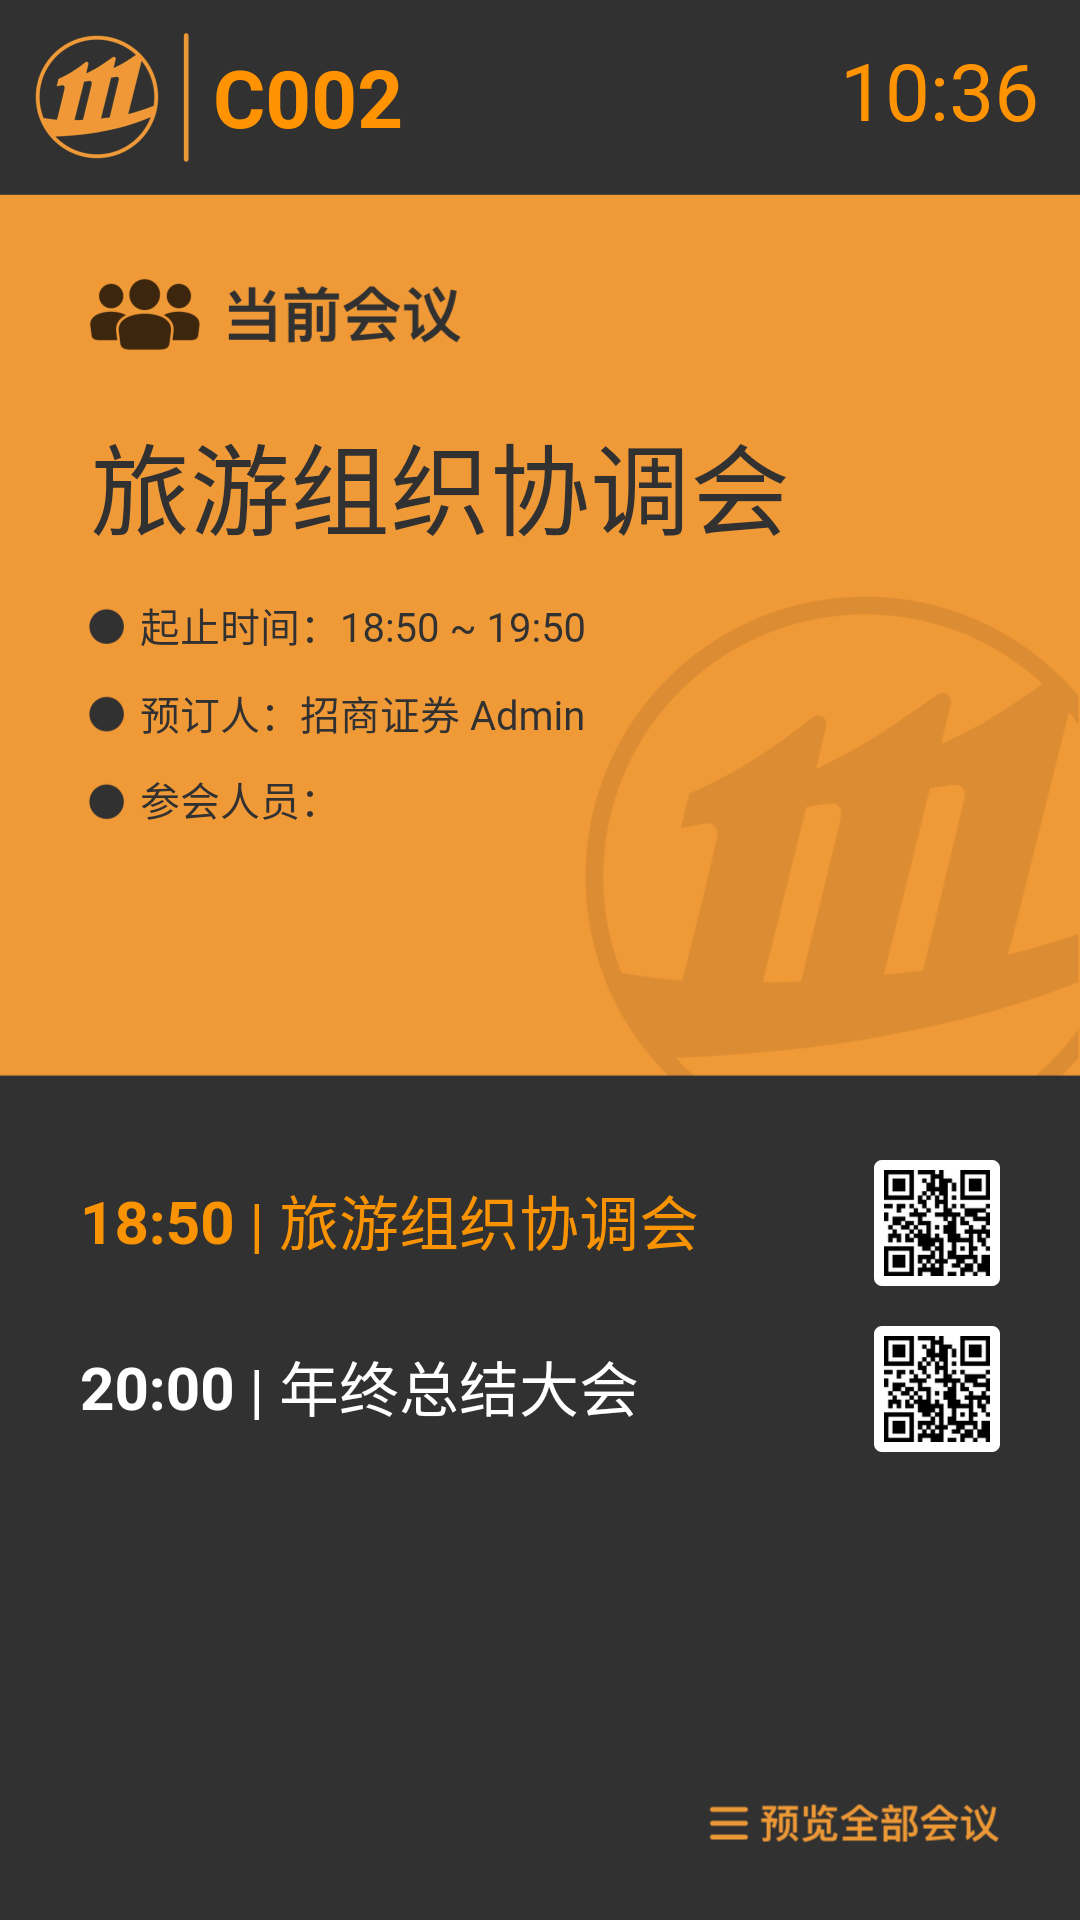 C002
10:36
当前会议
旅游组织协调会
起止时间：18:50 ~ 19:50
预订人：招商证券 Admin
参会人员：
18:50 | 旅游组织协调会
20:00 | 年终总结大会
预览全部会议